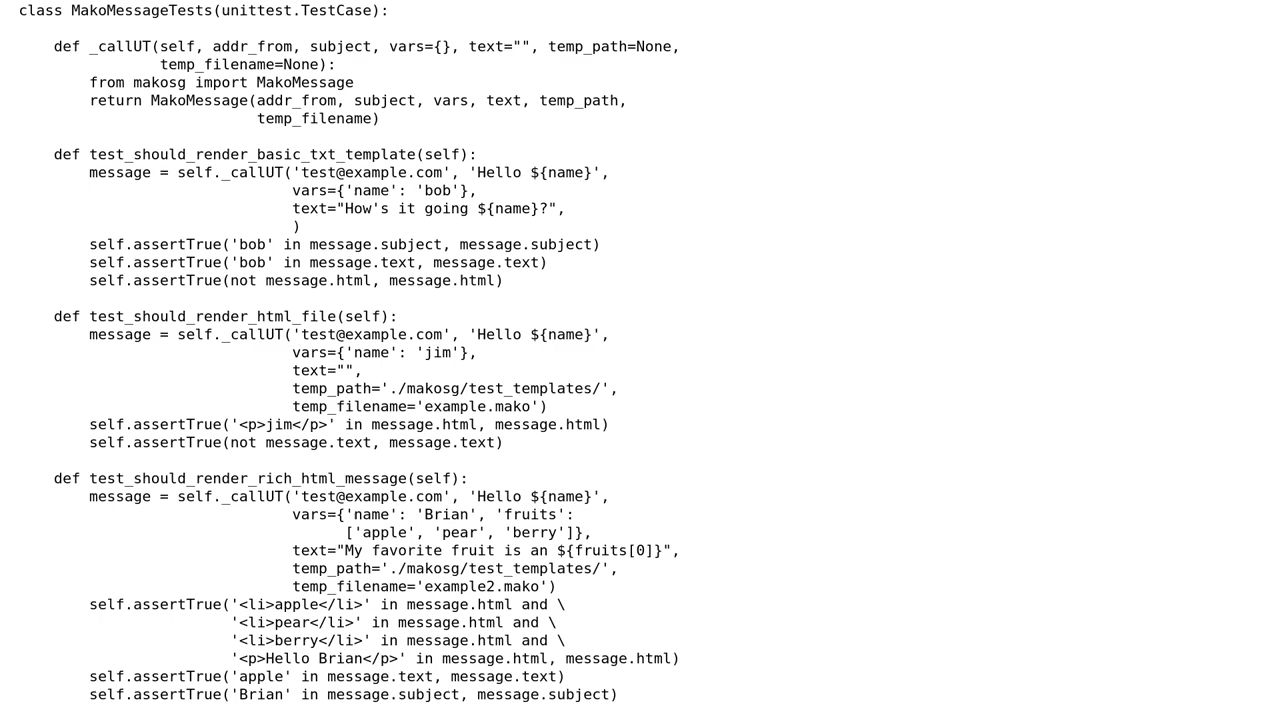 class MakoMessageTests(unittest.TestCase):
def _callUT(self, addr_from, subject, vars={}, text="", temp_path=None,
temp_filename=None):
from makosg import MakoMessage
return MakoMessage(addr_from, subject, vars, text, temp_path,
temp_filename)
def test_should_render_basic_txt_template(self):
message = self._callUT('test@example.com', 'Hello ${name}',
vars={'name': 'bob'},
text="How's it going ${name}?",
)
self.assertTrue('bob' in message.subject, message.subject)
self.assertTrue('bob' in message.text, message.text)
self.assertTrue(not message.html, message.html)
def test_should_render_html_file(self):
message = self._callUT('test@example.com', 'Hello ${name}',
vars={'name': 'jim'},
text="",
temp_path='./makosg/test_templates/',
temp_filename='example.mako')
self.assertTrue('<p>jim</p>' in message.html, message.html)
self.assertTrue(not message.text, message.text)
def test_should_render_rich_html_message(self):
message = self._callUT('test@example.com', 'Hello ${name}',
vars={'name': 'Brian', 'fruits':
['apple', 'pear', 'berry']},
text="My favorite fruit is an ${fruits[0]}",
temp_path='./makosg/test_templates/',
temp_filename='example2.mako')
self.assertTrue('<li>apple</li>' in message.html and \
'<li>pear</li>' in message.html and \
'<li>berry</li>' in message.html and \
'<p>Hello Brian</p>' in message.html, message.html)
self.assertTrue('apple' in message.text, message.text)
self.assertTrue('Brian' in message.subject, message.subject)